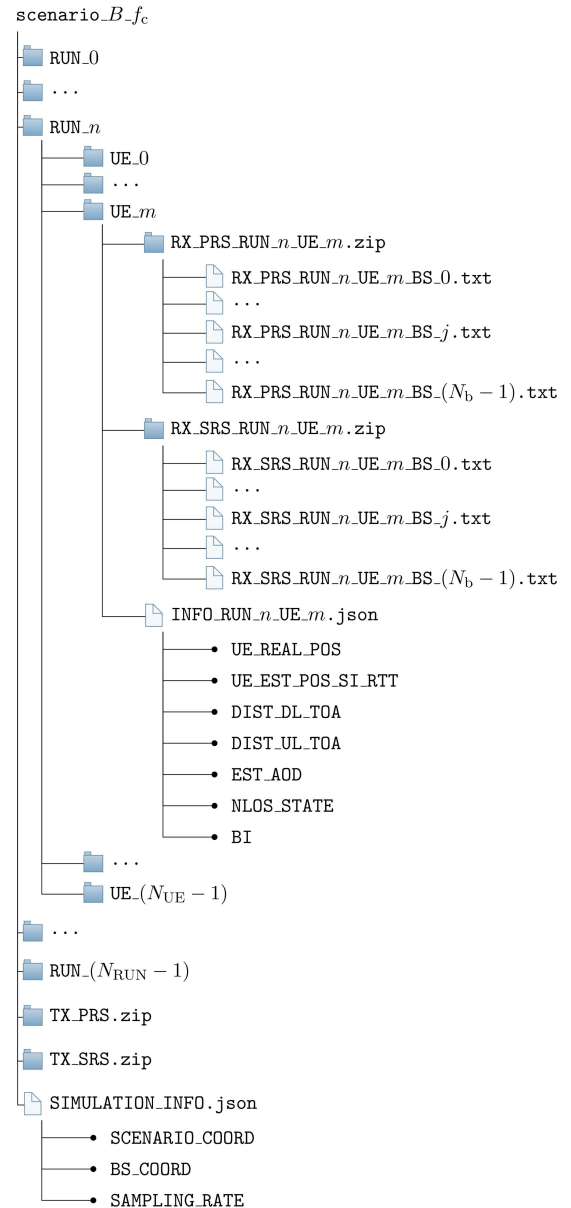 scenario_B_f_c
RUN_0
...
RUN_n
UE_0
...
UE_m
RX_PRS_RUN_n_UE_m.zip
RX_PRS_RUN_n_UE_m_BS_0.txt
...
RX_PRS_RUN_n_UE_m_BS_j.txt
...
RX_PRS_RUN_n_UE_m_BS_(N_b − 1).txt
RX_SRS_RUN_n_UE_m.zip
RX_SRS_RUN_n_UE_m_BS_0.txt
...
RX_SRS_RUN_n_UE_m_BS_j.txt
...
RX_SRS_RUN_n_UE_m_BS_(N_b − 1).txt
INFO_RUN_n_UE_m.json
UE_REAL_POS
UE_EST_POS_SI_RTT
DIST_DL_TOA
DIST_UL_TOA
EST_AOD
NLOS_STATE
BI
...
UE_(N_UE − 1)
...
RUN_(N_RUN − 1)
TX_PRS.zip
TX_SRS.zip
SIMULATION_INFO.json
SCENARIO_COORD
BS_COORD
SAMPLING_RATE